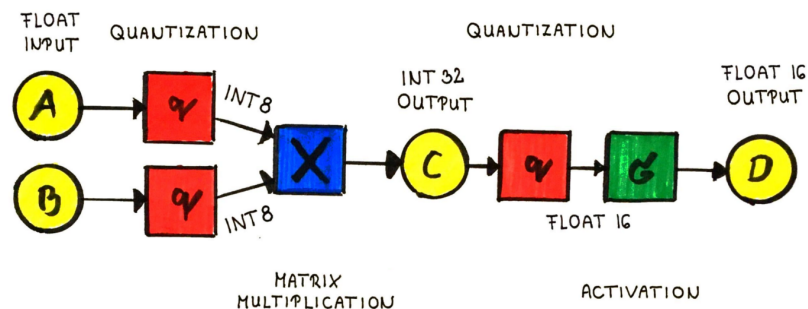 FLOAT
INPUT
QUANTIZATION
QUANTIZATION
INT 32
OUTPUT
FLOAT 16
OUTPUT
A
q
INT8
X
C
q
G
D
B
q
INT8
FLOAT 16
MATRIX
MULTIPLICATION
ACTIVATION